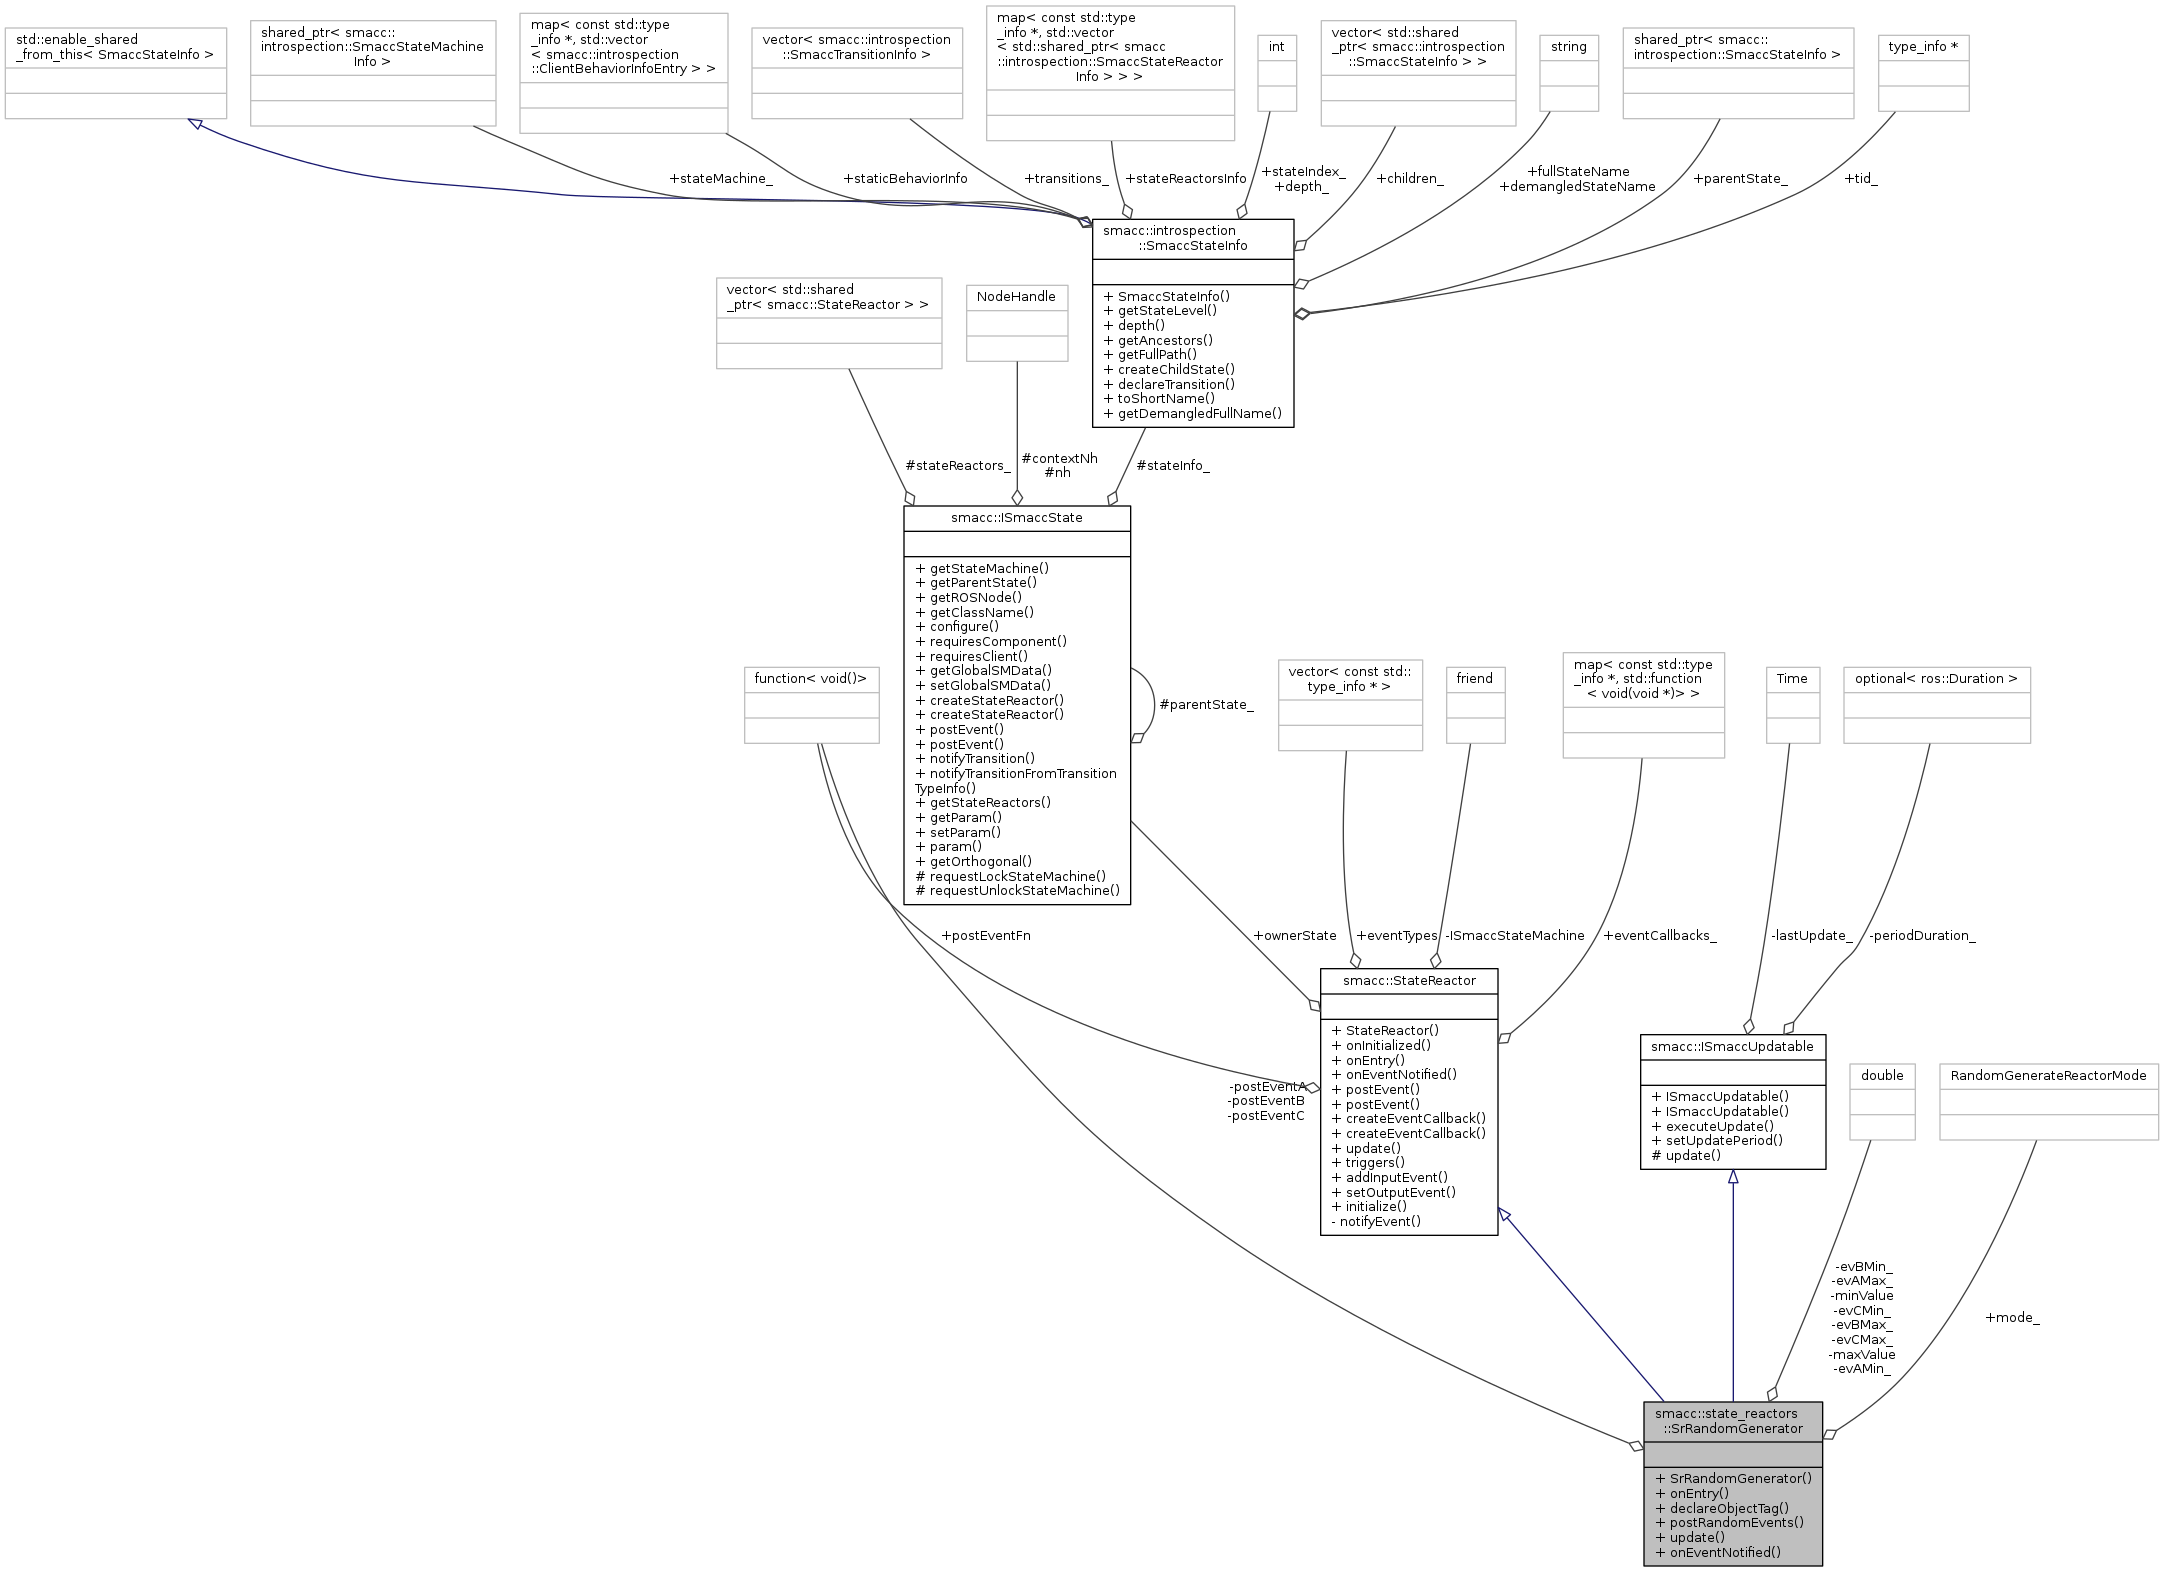 std::enable_shared
_from_this< SmaccStateInfo >
shared_ptr< smacc::
introspection::SmaccStateMachine
Info >
map< const std::type
_info *, std::vector
< smacc::introspection
::ClientBehaviorInfoEntry > >
vector< smacc::introspection
::SmaccTransitionInfo >
map< const std::type
_info *, std::vector
< std::shared_ptr< smacc
::introspection::SmaccStateReactor
Info > > >
int
vector< std::shared
_ptr< smacc::introspection
::SmaccStateInfo > >
string
shared_ptr< smacc::
introspection::SmaccStateInfo >
type_info *
+stateMachine_
+staticBehaviorInfo
+transitions_
+stateReactorsInfo
+stateIndex_
+depth_
+children_
+fullStateName
+demangledStateName
+parentState_
+tid_
smacc::introspection
::SmaccStateInfo
+ SmaccStateInfo()
+ getStateLevel()
+ depth()
+ getAncestors()
+ getFullPath()
+ createChildState()
+ declareTransition()
+ toShortName()
+ getDemangledFullName()
vector< std::shared
_ptr< smacc::StateReactor > >
NodeHandle
#stateReactors_
#contextNh
#nh
#stateInfo_
smacc::ISmaccState
+ getStateMachine()
+ getParentState()
+ getROSNode()
+ getClassName()
+ configure()
+ requiresComponent()
+ requiresClient()
+ getGlobalSMData()
+ setGlobalSMData()
+ createStateReactor()
+ createStateReactor()
+ postEvent()
+ postEvent()
+ notifyTransition()
+ notifyTransitionFromTransition
TypeInfo()
+ getStateReactors()
+ getParam()
+ setParam()
+ param()
+ getOrthogonal()
# requestLockStateMachine()
# requestUnlockStateMachine()
#parentState_
function< void()>
vector< const std::
type_info * >
friend
map< const std::type
_info *, std::function
< void(void *)> >
Time
optional< ros::Duration >
+postEventFn
+ownerState
+eventTypes
-ISmaccStateMachine
+eventCallbacks_
-lastUpdate_
-periodDuration_
smacc::StateReactor
+ StateReactor()
+ onInitialized()
+ onEntry()
+ onEventNotified()
+ postEvent()
+ postEvent()
+ createEventCallback()
+ createEventCallback()
+ update()
+ triggers()
+ addInputEvent()
+ setOutputEvent()
+ initialize()
- notifyEvent()
smacc::ISmaccUpdatable
+ ISmaccUpdatable()
+ ISmaccUpdatable()
+ executeUpdate()
+ setUpdatePeriod()
# update()
double
RandomGenerateReactorMode
-postEventA
-postEventB
-postEventC
-evBMin_
-evAMax_
-minValue
-evCMin_
-evBMax_
-evCMax_
-maxValue
-evAMin_
+mode_
smacc::state_reactors
::SrRandomGenerator
+ SrRandomGenerator()
+ onEntry()
+ declareObjectTag()
+ postRandomEvents()
+ update()
+ onEventNotified()